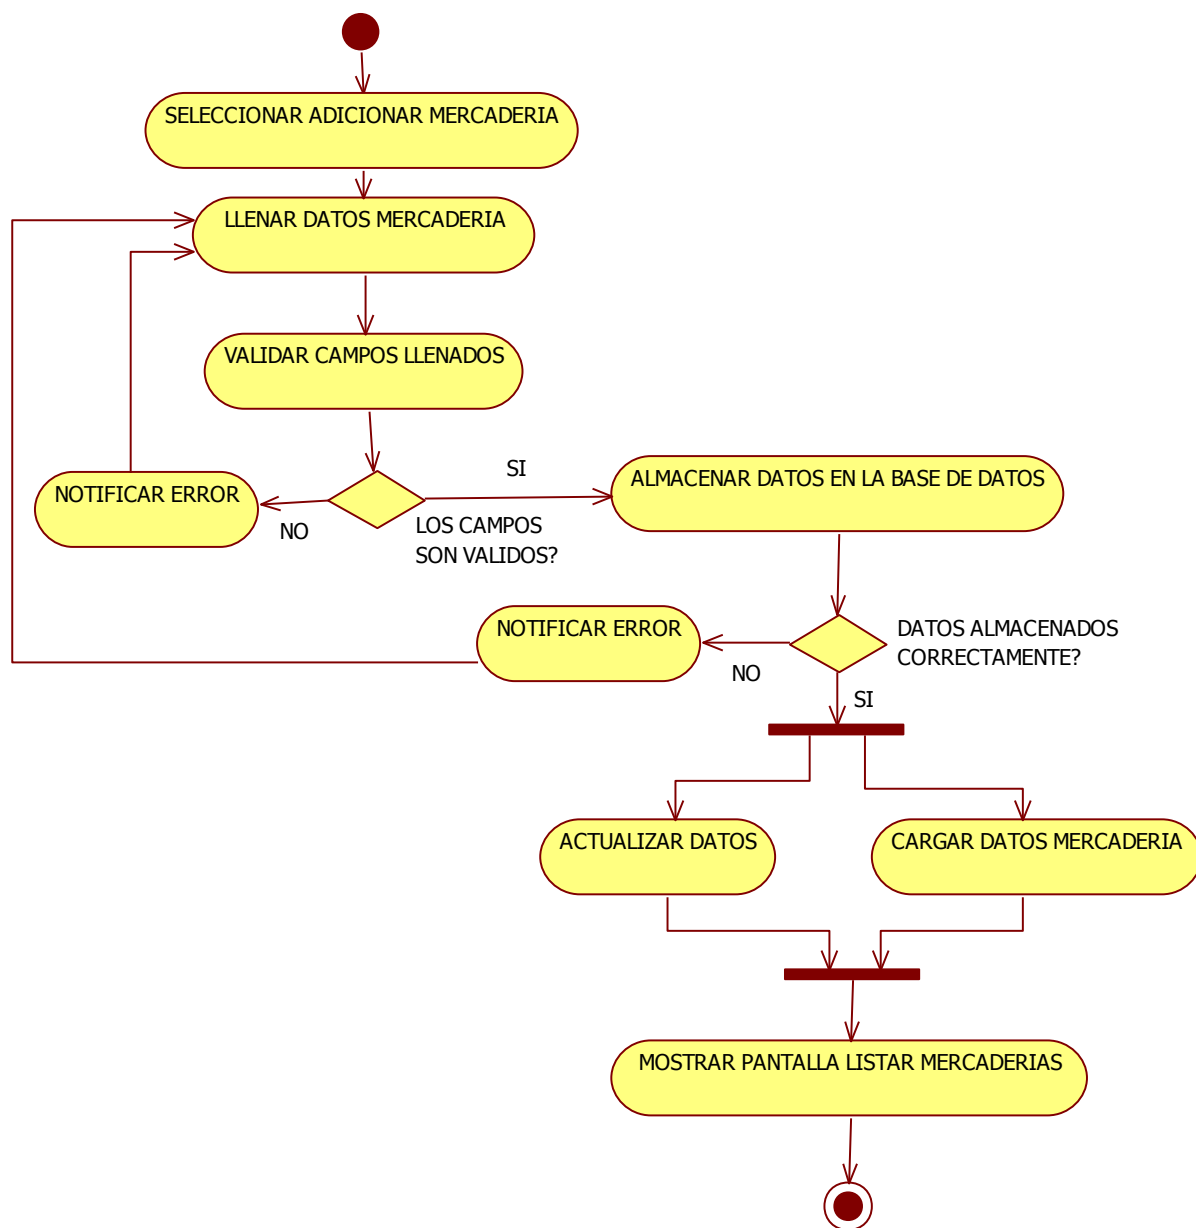 SELECCIONAR ADICIONAR MERCADERIA
LLENAR DATOS MERCADERIA
VALIDAR CAMPOS LLENADOS
SI
ALMACENAR DATOS EN LA BASE DE DATOS
NOTIFICAR ERROR
NO
LOS CAMPOS
SON VALIDOS?
NOTIFICAR ERROR
DATOS ALMACENADOS
CORRECTAMENTE?
NO
SI
ACTUALIZAR DATOS
CARGAR DATOS MERCADERIA
MOSTRAR PANTALLA LISTAR MERCADERIAS